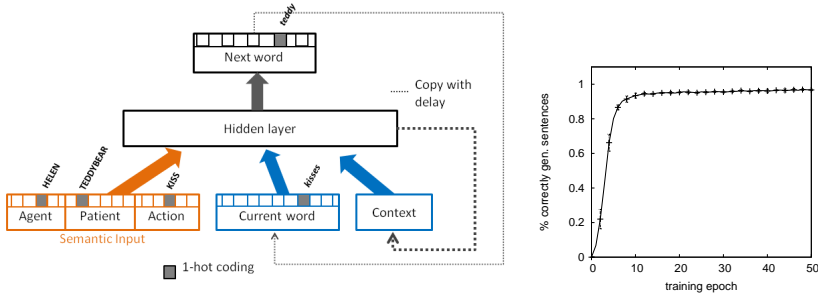 teddy
Next word
Copy with
delay
Hidden layer
HELEN
TEDDYBEAR
KISS
kisses
Agent
Patient
Action
Current word
Context
Semantic Input
1-hot coding
% correctly gen. sentences
1
0.8
0.6
0.4
0.2
0
0
10
20
30
40
50
training epoch